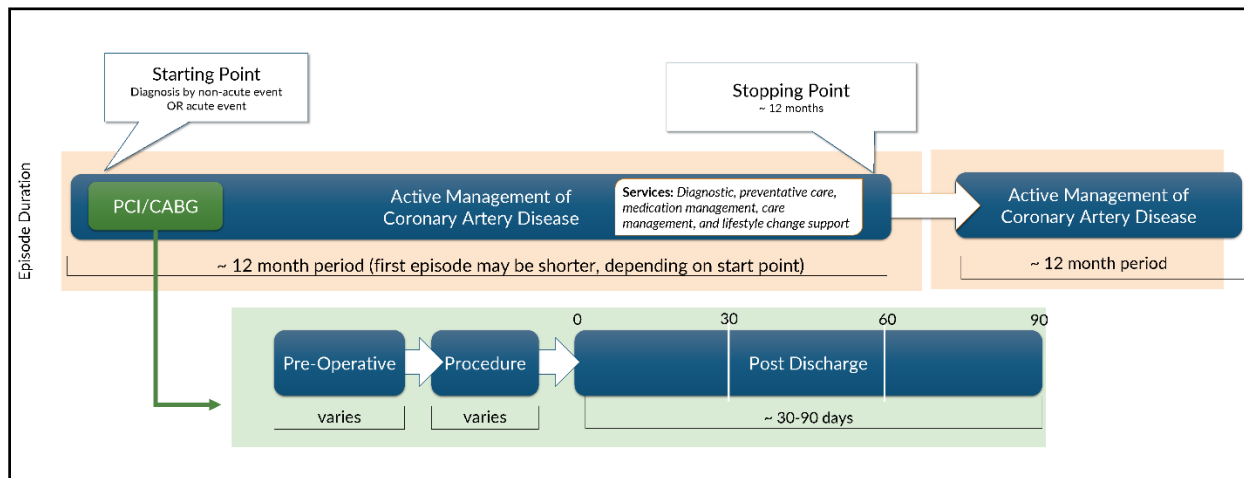 Starting Point
Diagnosis by non-acute event
OR acute event
Stopping Point
~ 12 months
Episode Duration
PCI/CABG
Active Management of
Coronary Artery Disease
Services: Diagnostic, preventative care,
medication management, care
management, and lifestyle change support
Active Management of
Coronary Artery Disease
~ 12 month period (first episode may be shorter, depending on start point)
~ 12 month period
0
30
60
90
Pre-Operative
Procedure
Post Discharge
varies
varies
~ 30-90 days